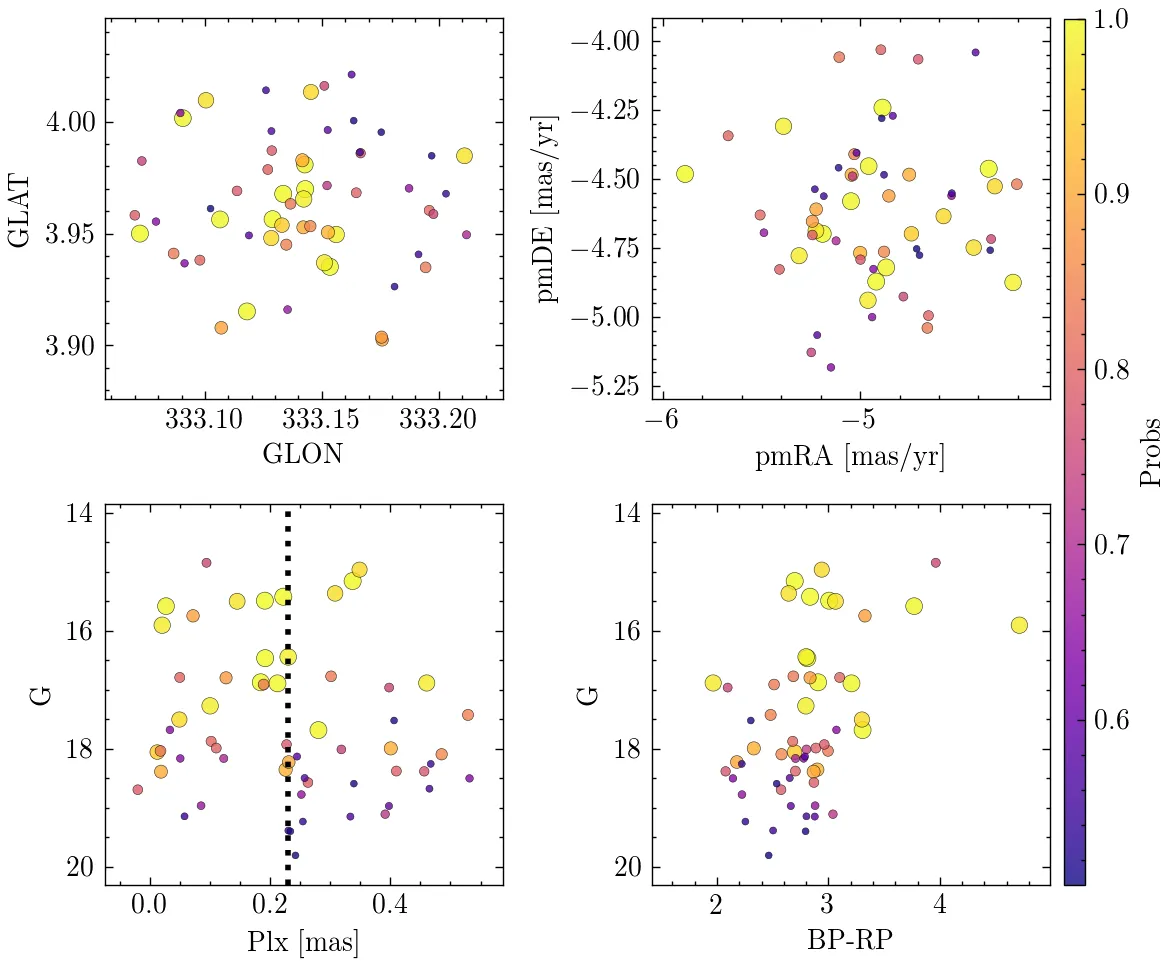 4.00
3.95
3.90
GLAT
333.10 333.15 333.20
GLON
−4.00
−4.25
−4.50
−4.75
−5.00
−5.25
pmDE [mas/yr]
−6 −5
pmRA [mas/yr]
14
16
18
20
G
0.0 0.2 0.4
Plx [mas]
14
16
18
20
G
2 3 4
BP-RP
1.0
0.9
0.8
0.7
0.6
Probs